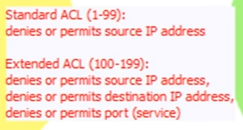 Standard ACL (1-99):
denies or permits source IP address
Extended ACL (100-199):
denies or permits source IP address,
denies or permits destination IP address,
denies or permits port (service)